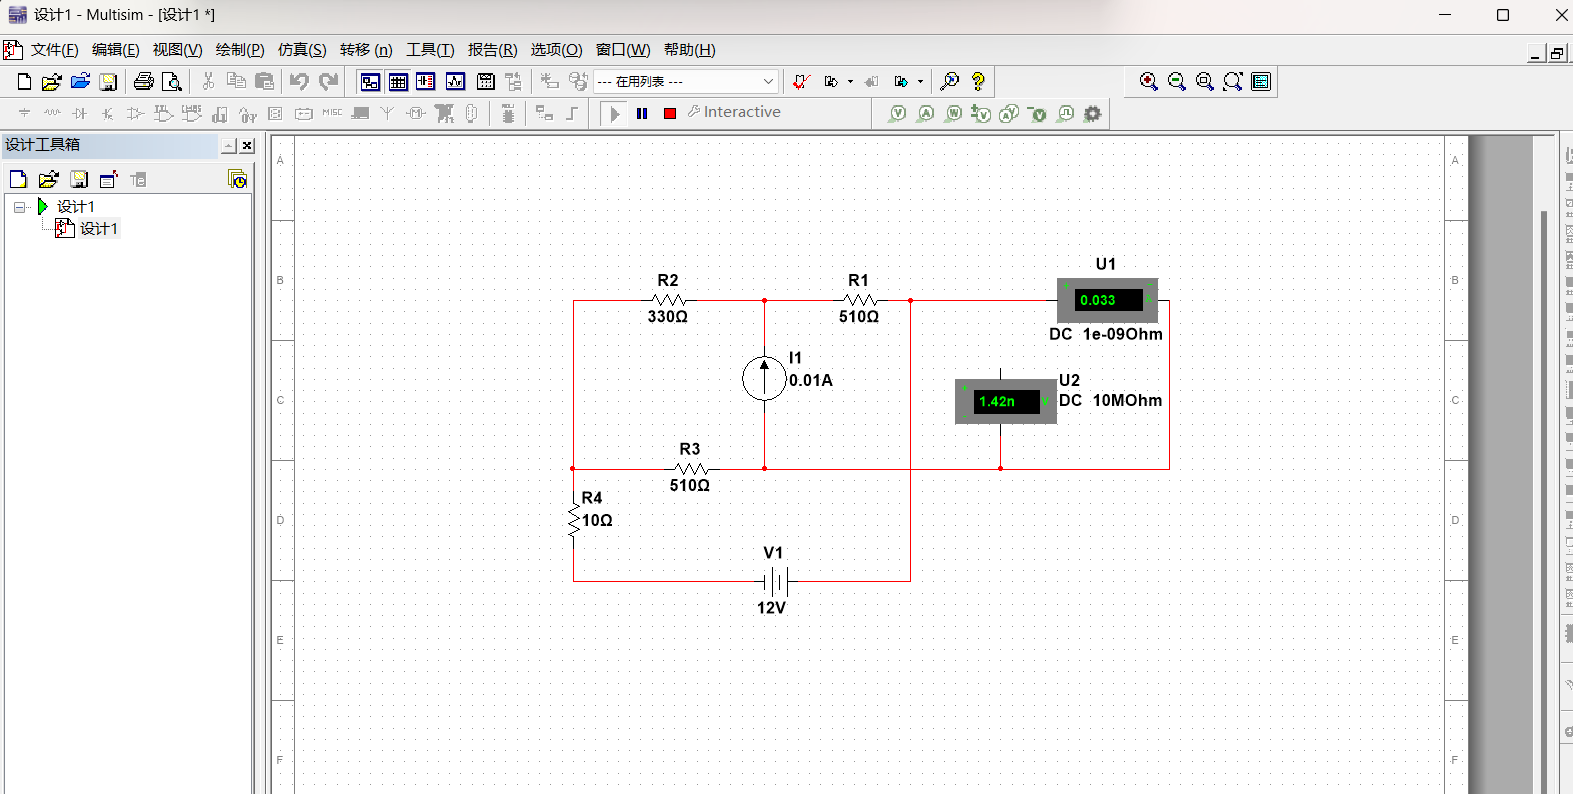 设计1 - Multisim - [设计1 *]
文件(F) 编辑(E) 视图(V) 绘制(P) 仿真(S) 转移 (n) 工具(T) 报告(R) 选项(O) 窗口(W) 帮助(H)
--- 在用列表 ---
MISC Interactive
设计工具箱
设计1
设计1
A A
B B
C C
D D
E E
F F
U1
R2 R1
0.033
330Ω 510Ω
DC 1e-09Ohm
I1
0.01A
U2
1.42n V
DC 10MOhm
R3
510Ω
R4
10Ω
V1
12V